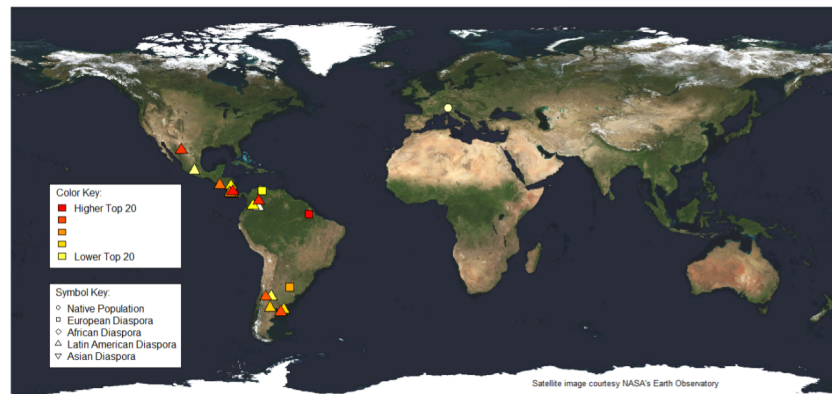 Color Key:
Higher Top 20
Lower Top 20
Symbol Key:
Native Population
European Diaspora
African Diaspora
Latin American Diaspora
Asian Diaspora
Satellite image courtesy NASA's Earth Observatory